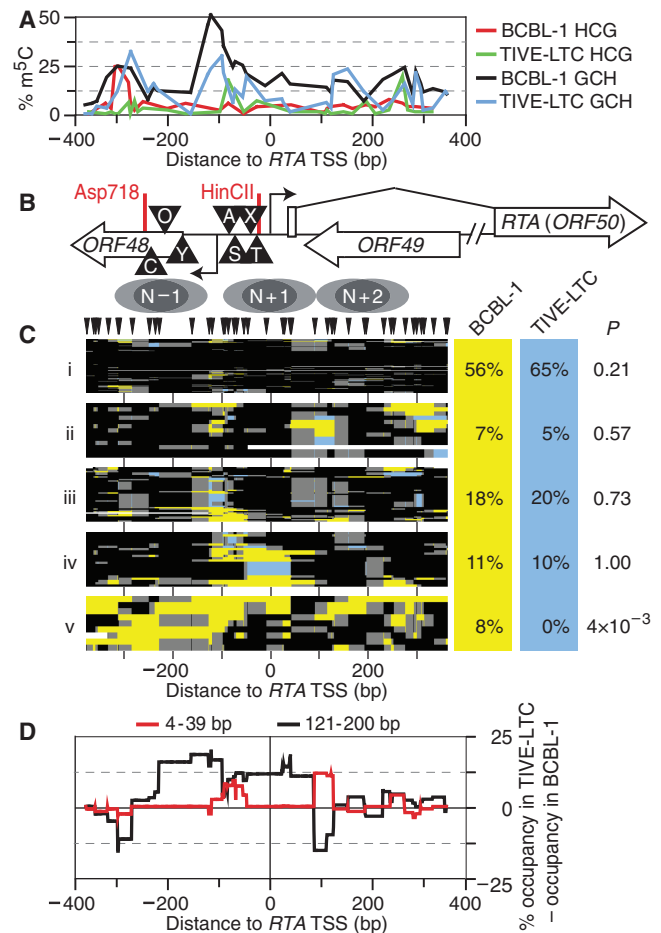 A
50
25
0
% m⁵C
BCBL-1 HCG
TIVE-LTC HCG
BCBL-1 GCH
TIVE-LTC GCH
−400 −200 0 200 400
Distance to RTA TSS (bp)
B
Asp718 HinCII
O A X
ORF48 ORF49 RTA (ORF50)
C Y S T
N−1 N+1 N+2
C
BCBL-1 TIVE-LTC P
i 56% 65% 0.21
ii 7% 5% 0.57
iii 18% 20% 0.73
iv 11% 10% 1.00
v 8% 0% 4×10⁻³
−200 0 200
Distance to RTA TSS (bp)
D
4-39 bp 121-200 bp
25
0
−25
% occupancy in TIVE-LTC
– occupancy in BCBL-1
−400 −200 0 200 400
Distance to RTA TSS (bp)